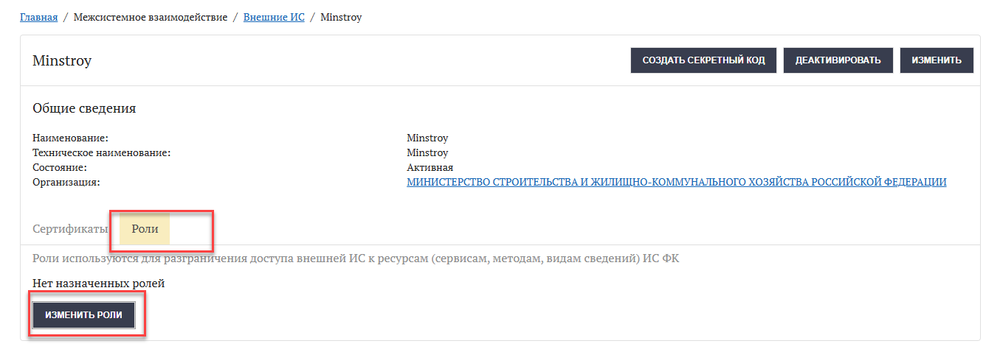 Главная / Межсистемное взаимодействие / Внешние ИС / Minstroy
Minstroy
СОЗДАТЬ СЕКРЕТНЫЙ КОД ДЕАКТИВИРОВАТЬ ИЗМЕНИТЬ
Общие сведения
Наименование: Minstroy
Техническое наименование: Minstroy
Состояние: Активная
Организация: МИНИСТЕРСТВО СТРОИТЕЛЬСТВА И ЖИЛИЩНО-КОММУНАЛЬНОГО ХОЗЯЙСТВА РОССИЙСКОЙ ФЕДЕРАЦИИ
Сертификаты Роли
Роли используются для разграничения доступа внешней ИС к ресурсам (сервисам, методам, видам сведений) ИС ФК
Нет назначенных ролей
ИЗМЕНИТЬ РОЛИ